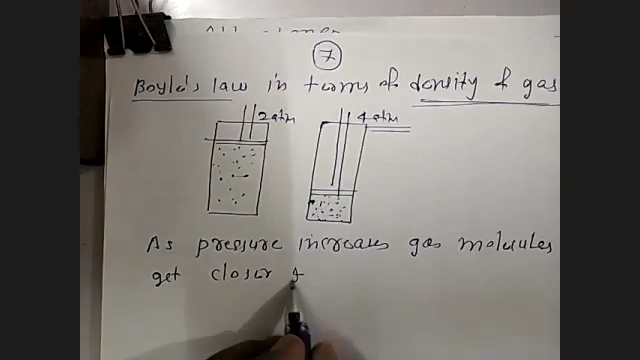 7
Boyle's law in terms of density of gas
2 atm 4 atm
As pressure increases gas molecules
get closer